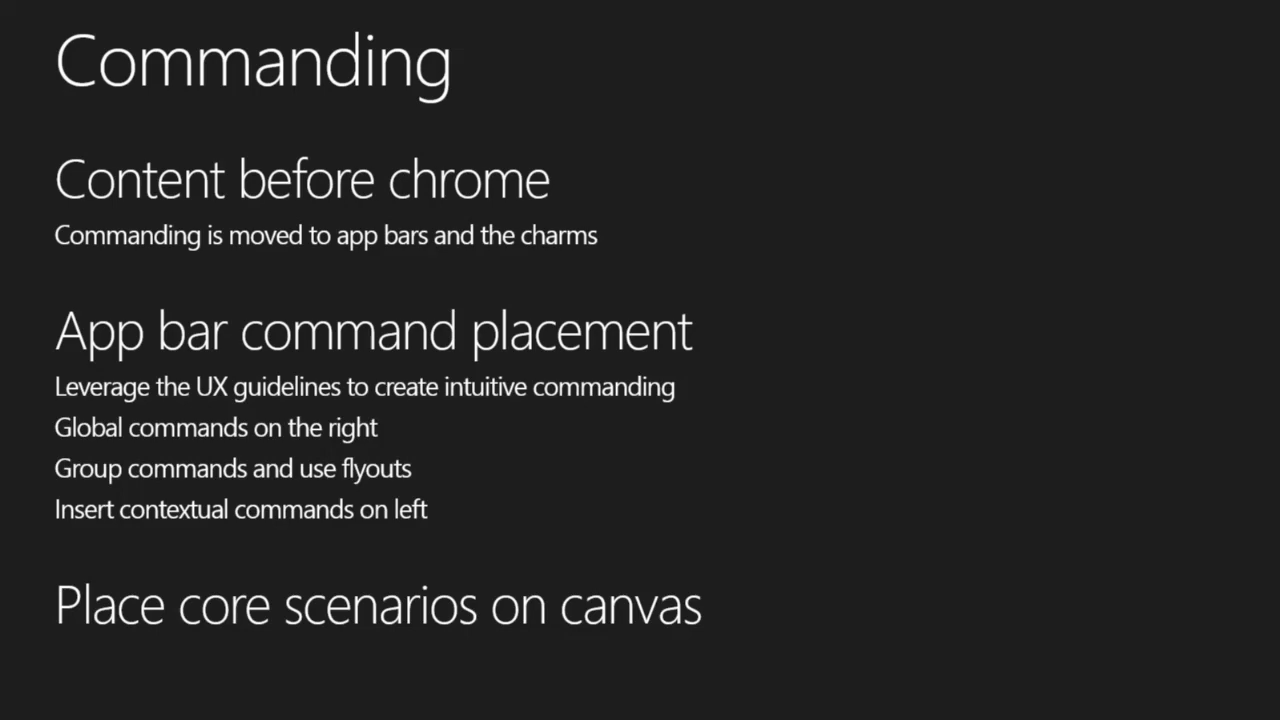 Commanding
Content before chrome
Commanding is moved to app bars and the charms
App bar command placement
Leverage the UX guidelines to create intuitive commanding
Global commands on the right
Group commands and use flyouts
Insert contextual commands on left
Place core scenarios on canvas